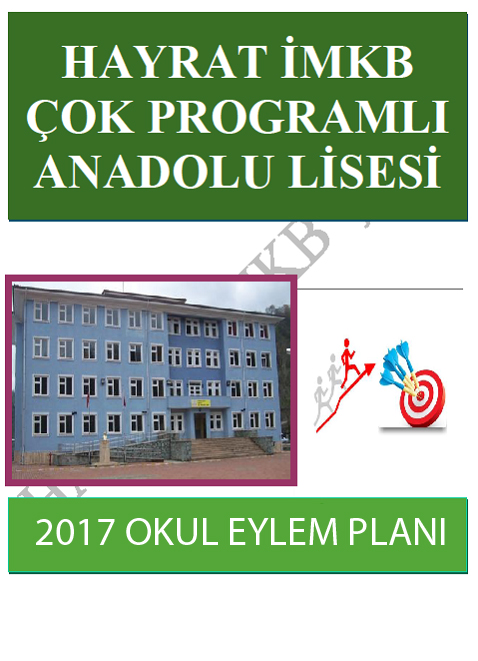 HAYRAT İMKB
ÇOK PROGRAMLI
ANADOLU LİSESİ
2017 OKUL EYLEM PLANI